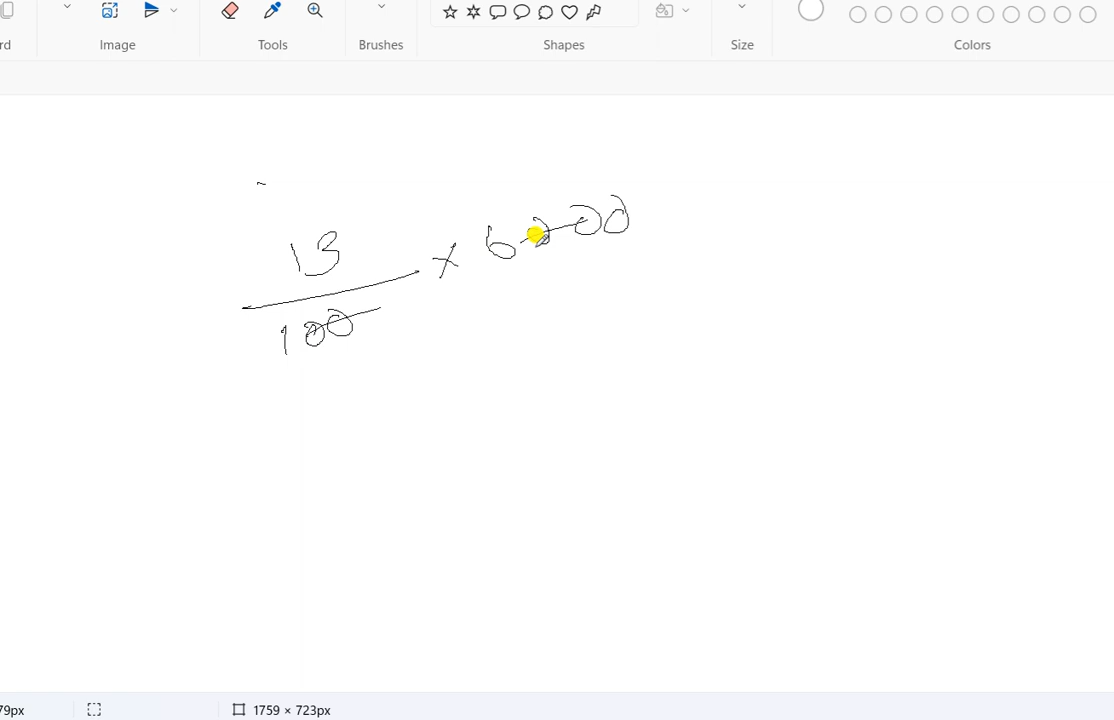 rd
Image
Tools
Brushes
Shapes
Size
Colors
13
100
× 6000
79px
1759 × 723px